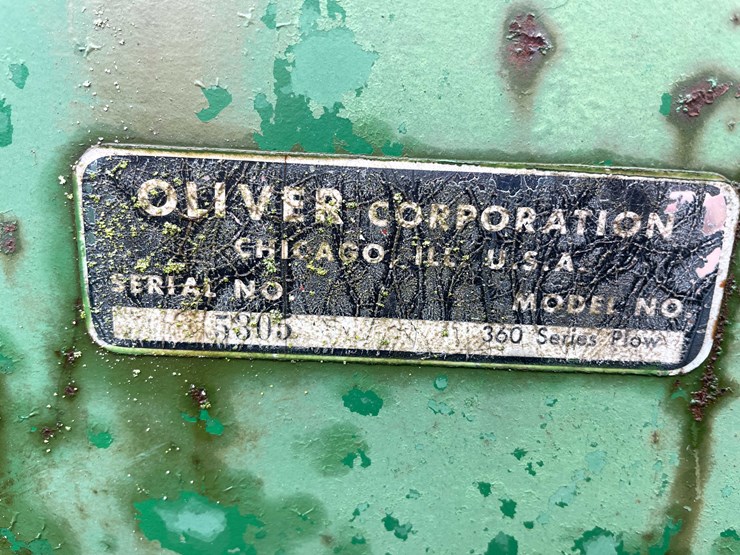 OLIVER CORPORATION
CHICAGO, ILL. U.S.A.
SERIAL NO. MODEL NO.
5305 360 Series Plow